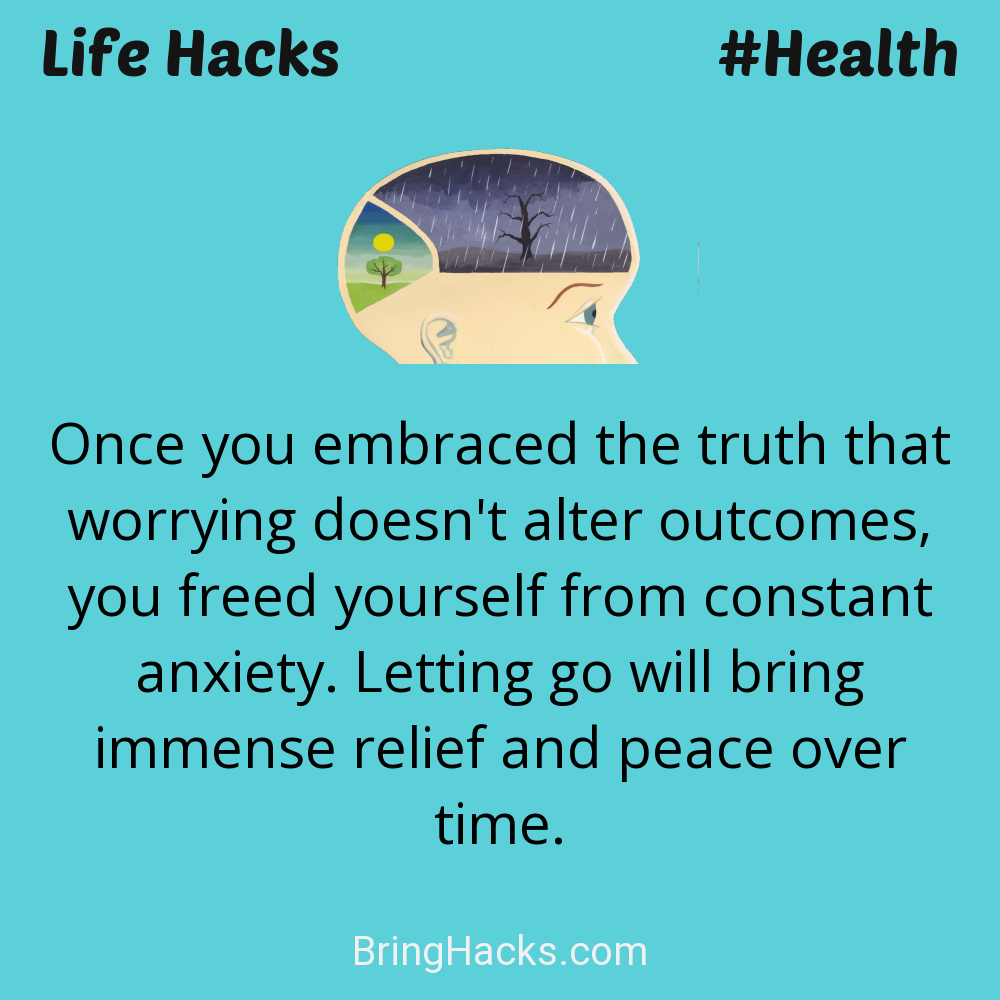 Life Hacks #Health
Once you embraced the truth that
worrying doesn't alter outcomes,
you freed yourself from constant
anxiety. Letting go will bring
immense relief and peace over
time.
BringHacks.com